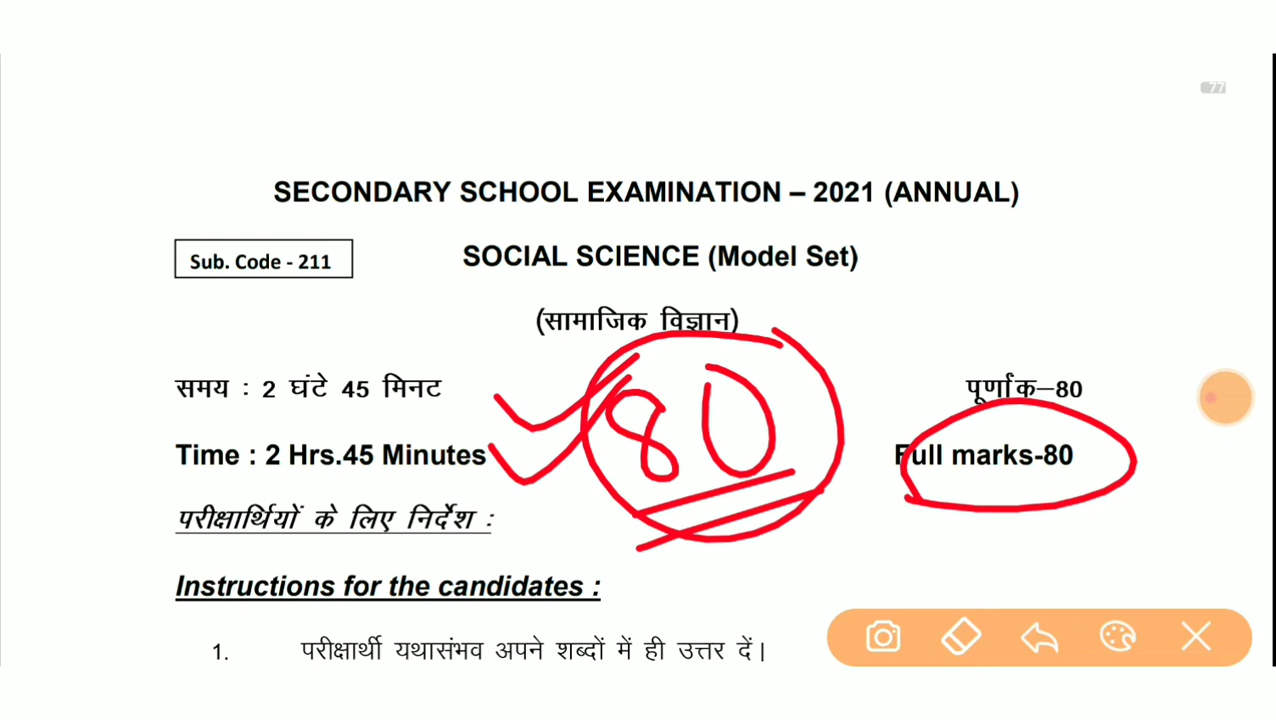 77
SECONDARY SCHOOL EXAMINATION – 2021 (ANNUAL)
Sub. Code - 211
SOCIAL SCIENCE (Model Set)
(सामाजिक विज्ञान)
समय : 2 घंटे 45 मिनट
पूर्णांक–80
80
Time : 2 Hrs.45 Minutes
Full marks-80
परीक्षार्थियों के लिए निर्देश :
Instructions for the candidates :
1. परीक्षार्थी यथासंभव अपने शब्दों में ही उत्तर दें।